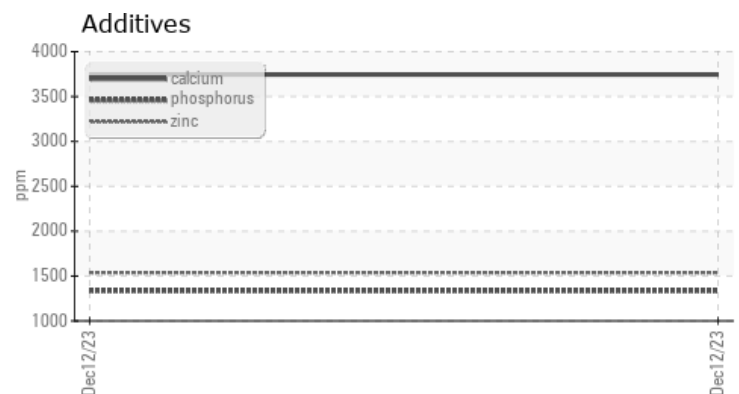 Additives
4000
3500
3000
2500
2000
1500
1000
ppm
calcium
phosphorus
zinc
Dec12/23
Dec12/23